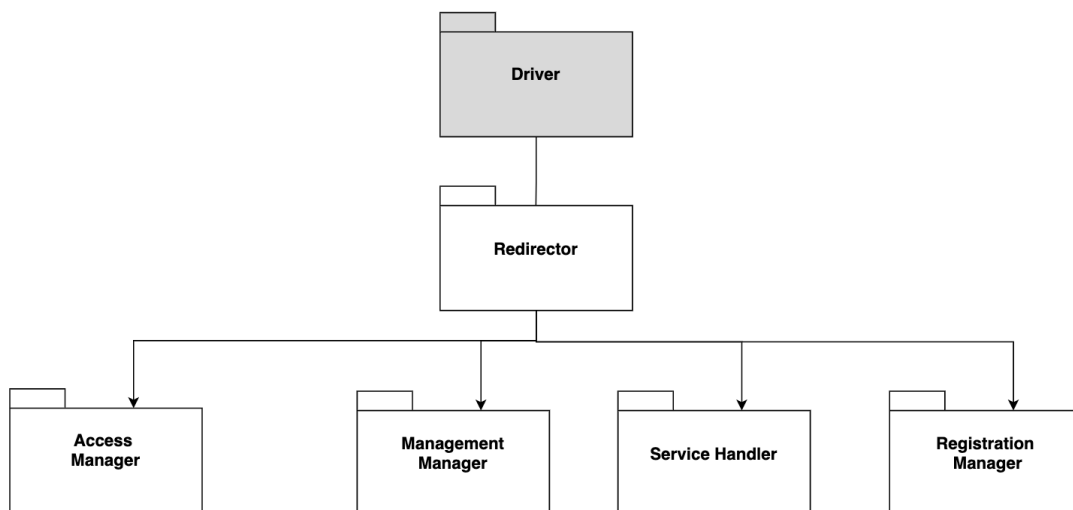 Driver
Redirector
Access
Manager
Management
Manager
Service Handler
Registration
Manager